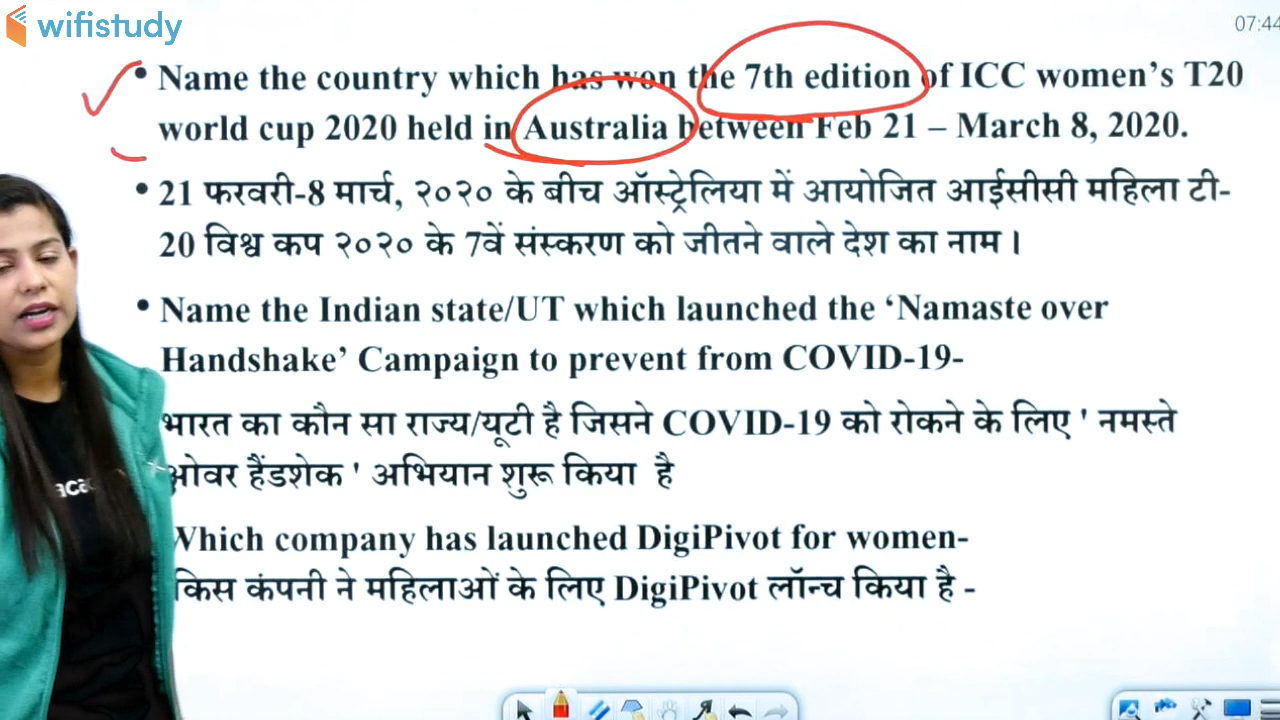 wifistudy
07:44
• Name the country which has won the 7th edition of ICC women's T20
world cup 2020 held in Australia between Feb 21 – March 8, 2020.
• 21 फरवरी-8 मार्च, २०२० के बीच ऑस्ट्रेलिया में आयोजित आईसीसी महिला टी-
20 विश्व कप २०२० के 7वें संस्करण को जीतने वाले देश का नाम।
• Name the Indian state/UT which launched the ‘Namaste over
Handshake’ Campaign to prevent from COVID-19-
भारत का कौन सा राज्य/यूटी है जिसने COVID-19 को रोकने के लिए ' नमस्ते
ओवर हैंडशेक ' अभियान शुरू किया है
Which company has launched DigiPivot for women-
किस कंपनी ने महिलाओं के लिए DigiPivot लॉन्च किया है -